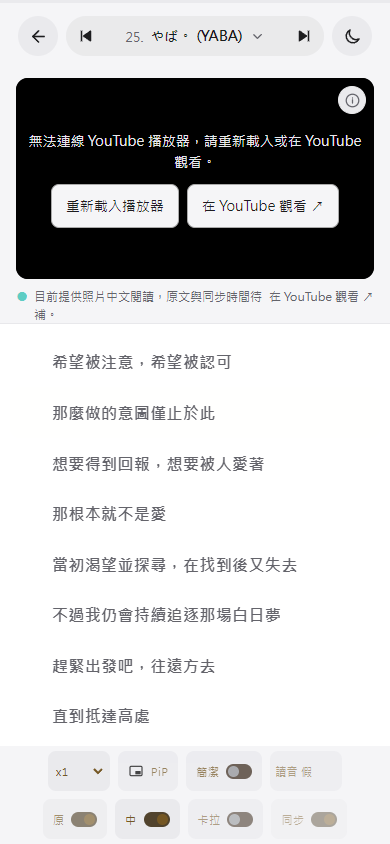 25. やば。 (YABA)
無法連線 YouTube 播放器，請重新載入或在 YouTube
觀看。
重新載入播放器
在 YouTube 觀看 ↗
目前提供照片中文閱讀，原文與同步時間待
補。
在 YouTube 觀看 ↗
希望被注意，希望被認可
那麼做的意圖僅止於此
想要得到回報，想要被人愛著
那根本就不是愛
當初渴望並探尋，在找到後又失去
不過我仍會持續追逐那場白日夢
趕緊出發吧，往遠方去
直到抵達高處
x1
PiP
簡潔
讀音 假
原
中
卡拉
同步